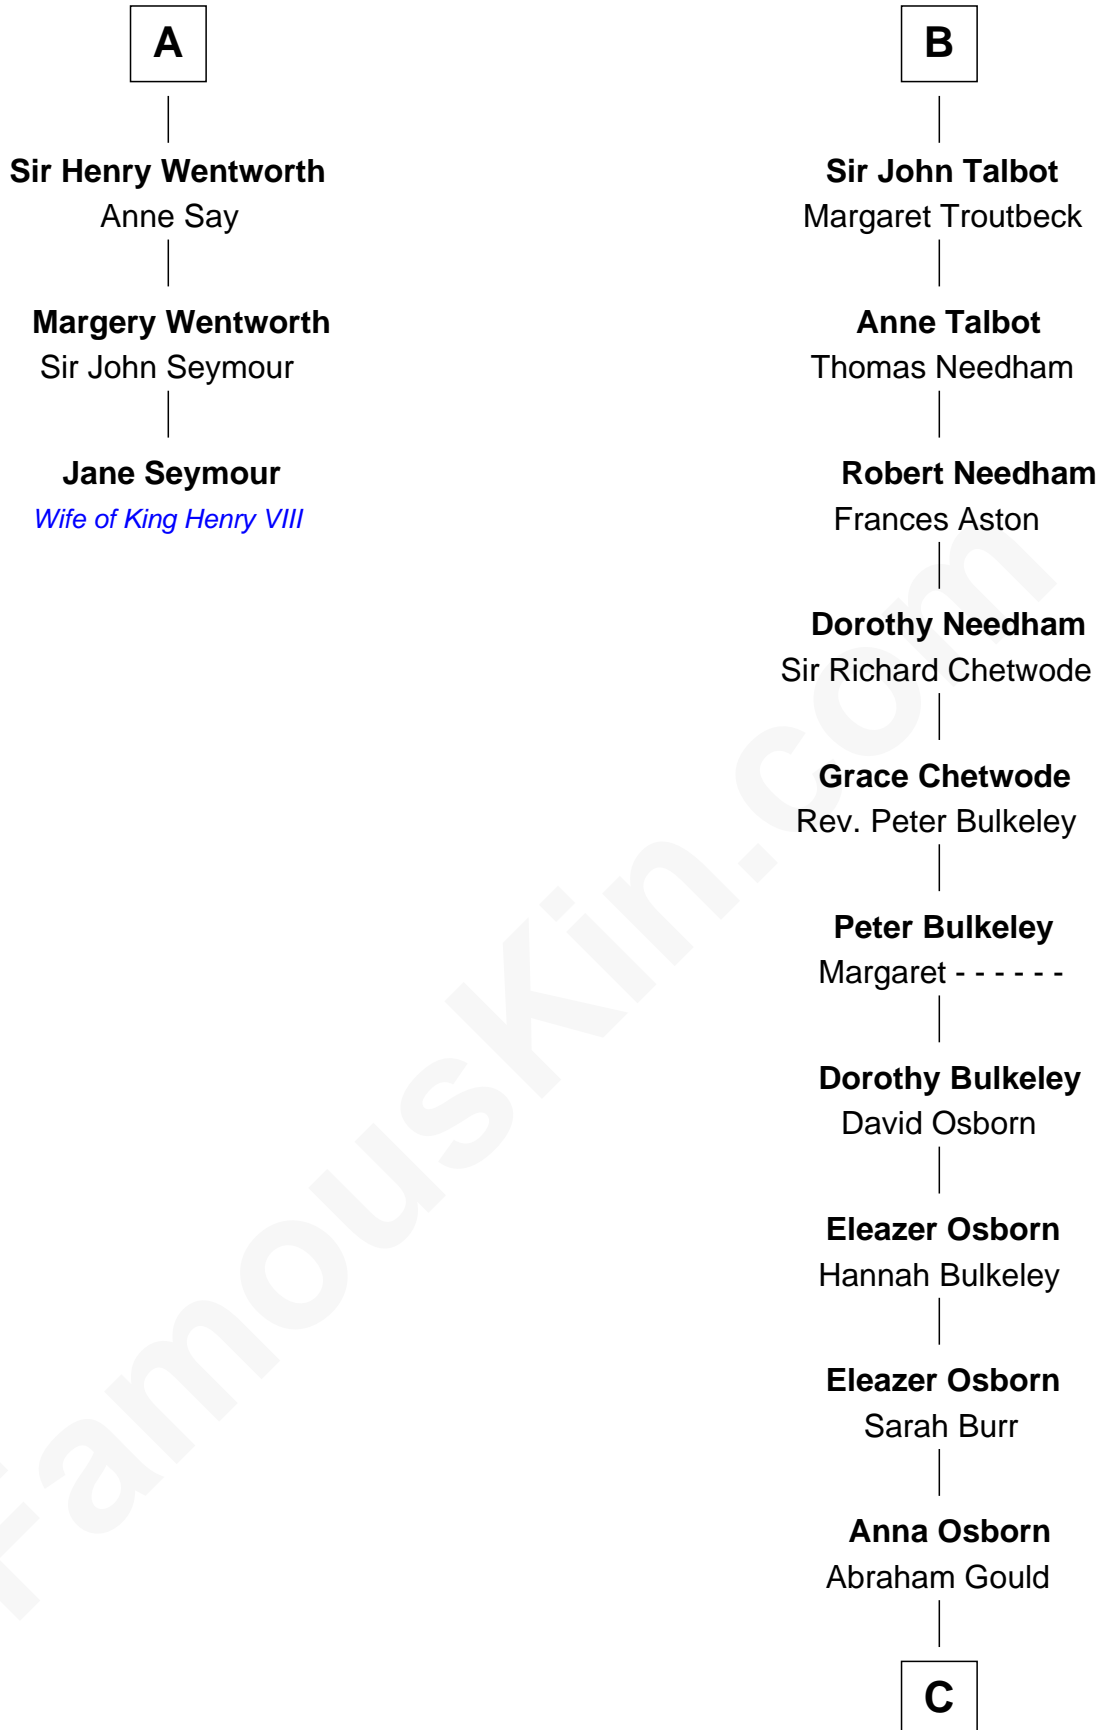 A
Sir Henry Wentworth
Anne Say
Margery Wentworth
Sir John Seymour
Jane Seymour
Wife of King Henry VIII
B
Sir John Talbot
Margaret Troutbeck
Anne Talbot
Thomas Needham
Robert Needham
Frances Aston
Dorothy Needham
Sir Richard Chetwode
Grace Chetwode
Rev. Peter Bulkeley
Peter Bulkeley
Margaret - - - - - -
Dorothy Bulkeley
David Osborn
Eleazer Osborn
Hannah Bulkeley
Eleazer Osborn
Sarah Burr
Anna Osborn
Abraham Gould
C
FamousKin.com